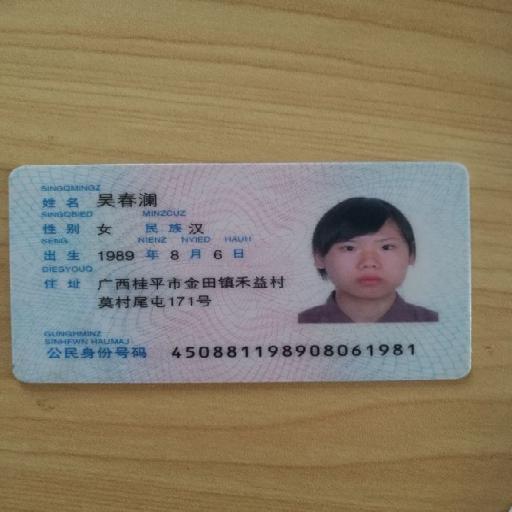 SINGQMINGZ
姓名 吴春澜
SINGQBIED MINZCUZ
性别 女 民族 汉
SENG NIENZ NYIED HAUH
出生 1989 年 8 月 6 日
DIEGYOUQ
住址 广西桂平市金田镇禾益村
莫村尾屯171号
GUNGHMINZ
SINHFWN HAUMAJ
公民身份号码 450881198908061981